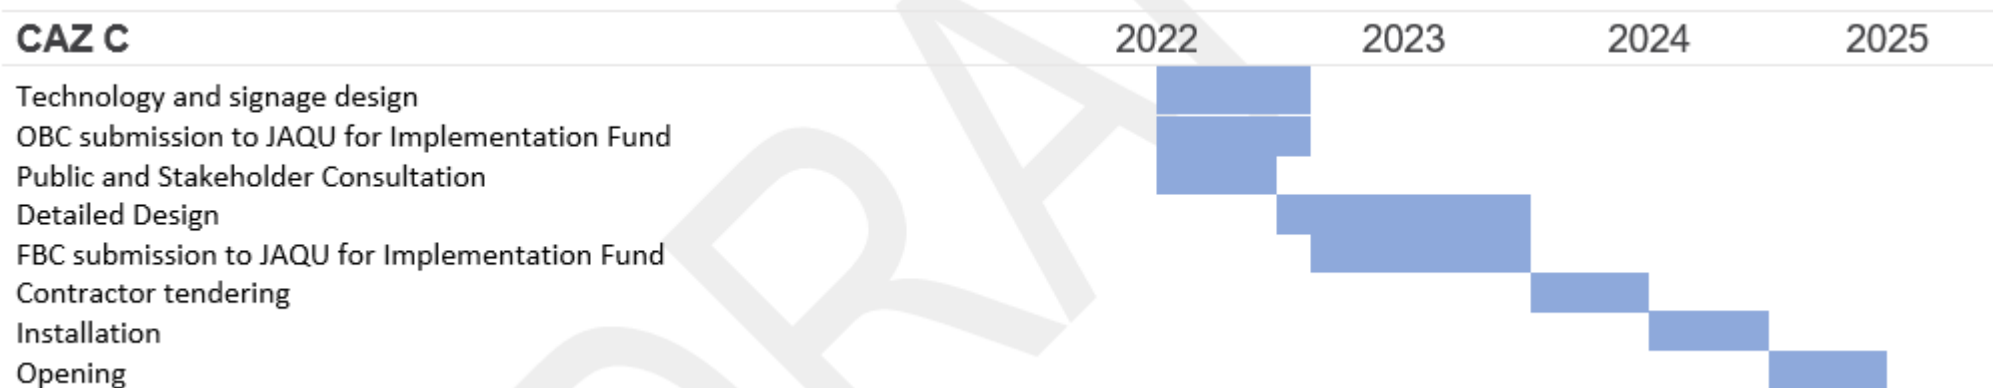 CAZ C 2022 2023 2024 2025
Technology and signage design
OBC submission to JAQU for Implementation Fund
Public and Stakeholder Consultation
Detailed Design
FBC submission to JAQU for Implementation Fund
Contractor tendering
Installation
Opening